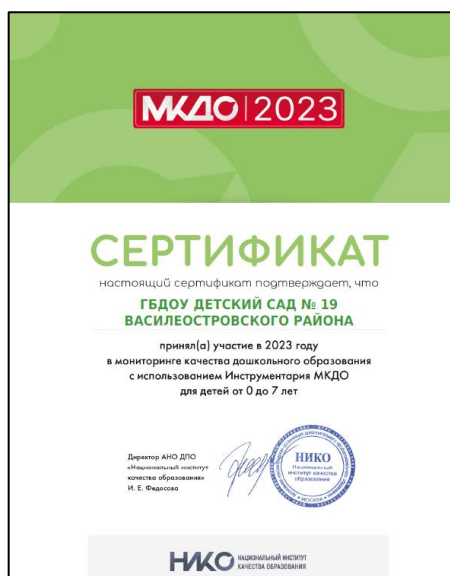 МКДО 2023
СЕРТИФИКАТ
настоящий сертификат подтверждает, что
ГБДОУ ДЕТСКИЙ САД № 19
ВАСИЛЕОСТРОВСКОГО РАЙОНА
принял(а) участие в 2023 году
в мониторинге качества дошкольного образования
с использованием Инструментария МКДО
для детей от 0 до 7 лет
Директор АНО ДПО
«Национальный институт
качества образования»
И. Е. Федосова
НИКО
Национальный
институт качества
образования
МОСКВА
НИКО НАЦИОНАЛЬНЫЙ ИНСТИТУТ
КАЧЕСТВА ОБРАЗОВАНИЯ